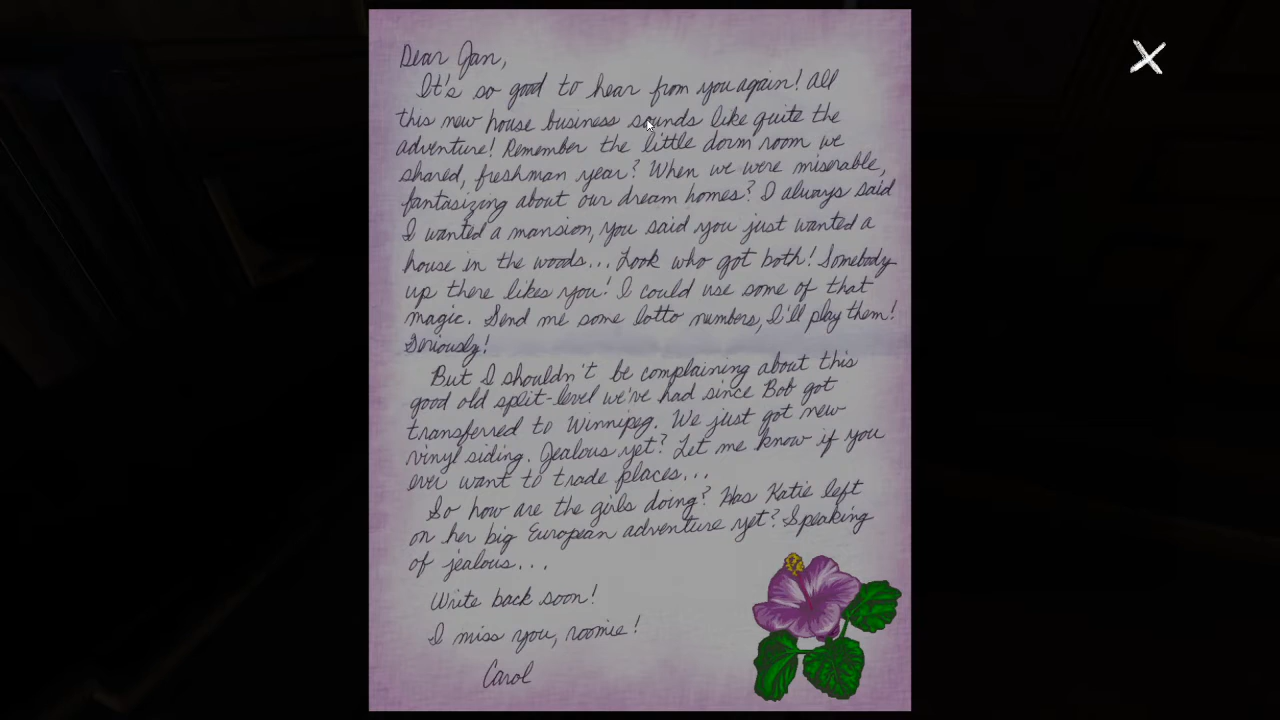 Dear Jan,
It's so good to hear from you again! All
this new house business sounds like quite the
adventure! Remember the little dorm room we
shared, freshman year? When we were miserable,
fantasizing about our dream homes? I always said
I wanted a mansion, you said you just wanted a
house in the woods... Look who got both! Somebody
up there likes you! I could use some of that
magic. Send me some lotto numbers, I'll play them!
Seriously!
But I shouldn't be complaining about this
good old split-level we've had since Bob got
transferred to Winnipeg. We just got new
vinyl siding. Jealous yet? Let me know if you
ever want to trade places...
So how are the girls doing? Has Katie left
on her big European adventure yet? Speaking
of jealous...
Write back soon!
I miss you, roomie!
Carol